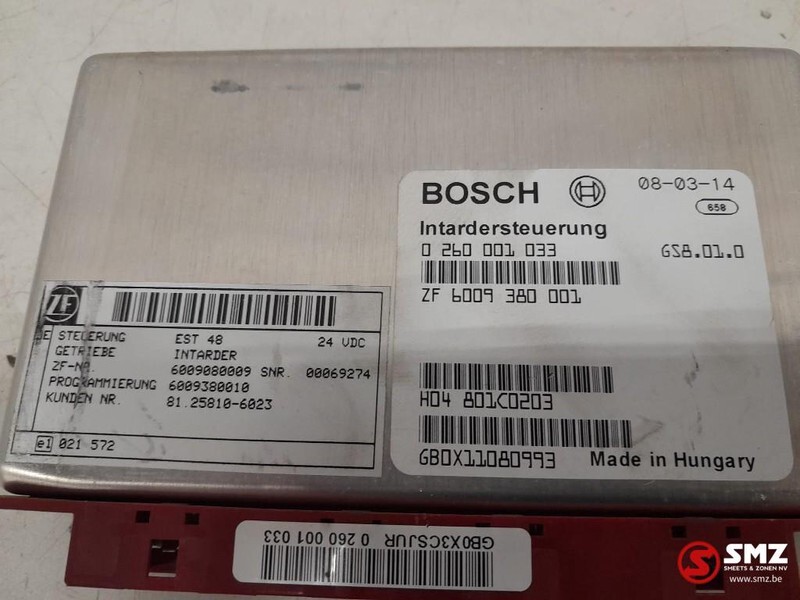 BOSCH
08-03-14
658
Intardersteuerung
0 260 001 033
GS8.01.0
ZF 6009 380 001
H04 801C0203
GB0X11080993
Made in Hungary
ZF
E STEUERUNG EST 48 24 VDC
GETRIEBE INTARDER
ZF-NR. 6009080009 SNR. 00069274
PROGRAMMIERUNG 6009380010
KUNDEN NR. 81.25810-6023
e1 021 572
GB0X3CSJUR 0 260 001 033
SMZ
SMEETS & ZONEN NV
www.smz.be